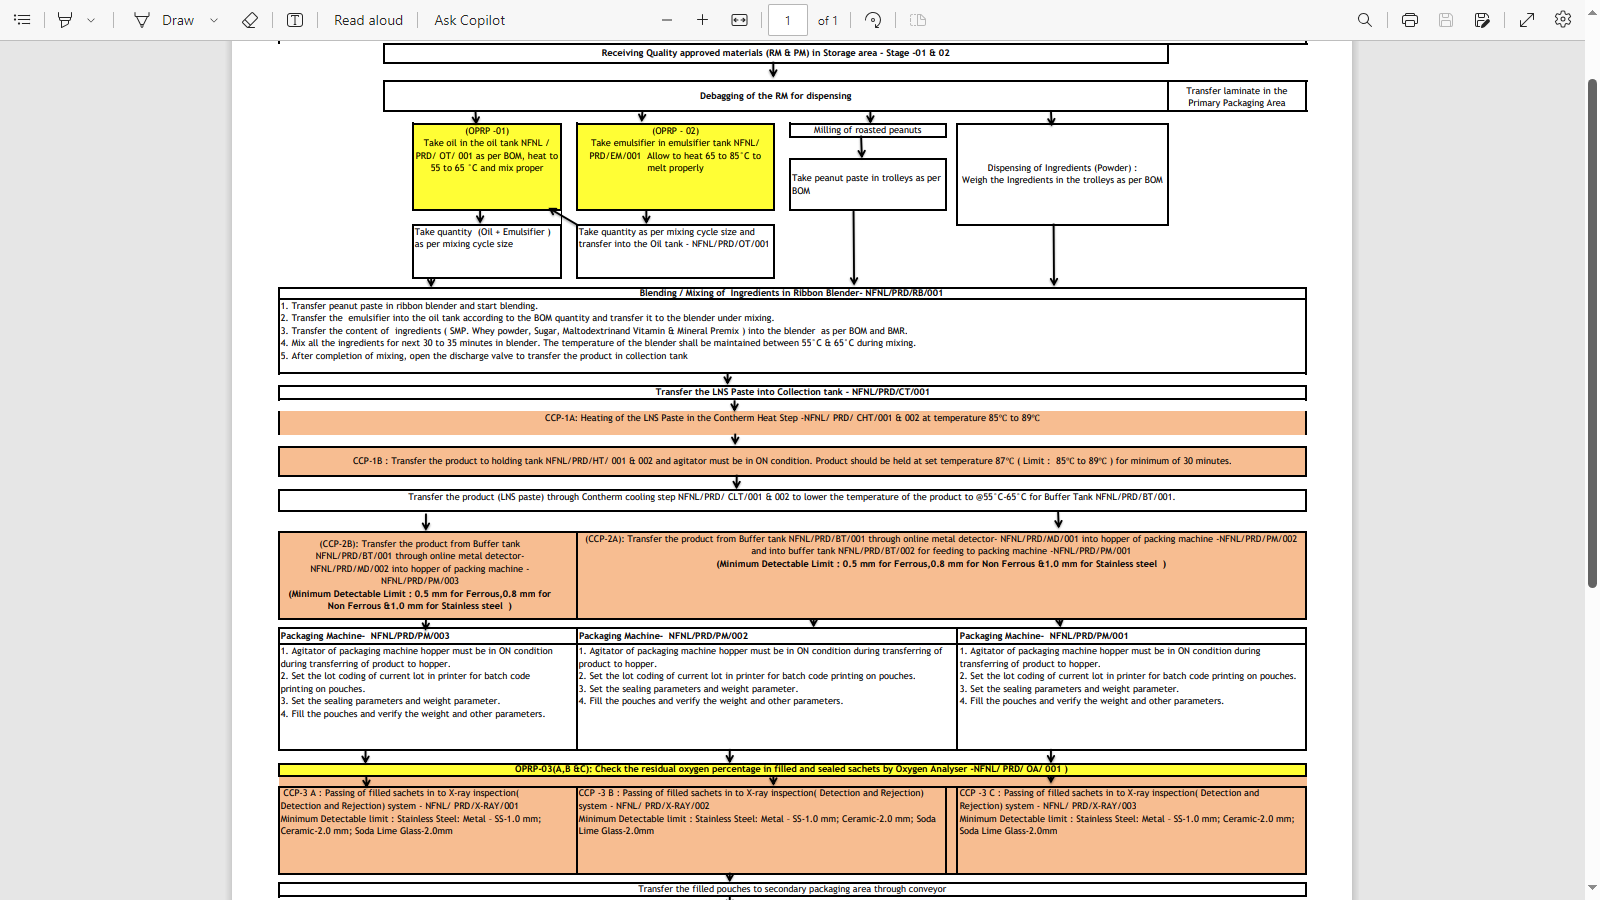 Draw
Read aloud
Ask Copilot
1
of 1
Receiving Quality approved materials (RM & PM) in Storage area - Stage -01 & 02
Debagging of the RM for dispensing
Transfer laminate in the
Primary Packaging Area
(OPRP -01)
Take oil in the oil tank NFNL /
PRD/ OT/ 001 as per BOM, heat to
55 to 65 °C and mix proper
(OPRP - 02)
Take emulsifier in emulsifier tank NFNL/
PRD/EM/001  Allow to heat 65 to 85°C to
melt properly
Milling of roasted peanuts
Take peanut paste in trolleys as per
BOM
Dispensing of Ingredients (Powder) :
Weigh the Ingredients in the trolleys as per BOM
Take quantity  (Oil + Emulsifier )
as per mixing cycle size
Take quantity as per mixing cycle size and
transfer into the Oil tank - NFNL/PRD/OT/001
Blending / Mixing of  Ingredients in Ribbon Blender- NFNL/PRD/RB/001
1. Transfer peanut paste in ribbon blender and start blending.
2. Transfer the  emulsifier into the oil tank according to the BOM quantity and transfer it to the blender under mixing.
3. Transfer the content of  ingredients ( SMP. Whey powder, Sugar, Maltodextrinand Vitamin & Mineral Premix ) into the blender  as per BOM and BMR.
4. Mix all the ingredients for next 30 to 35 minutes in blender. The temperature of the blender shall be maintained between 55°C & 65°C during mixing.
5. After completion of mixing, open the discharge valve to transfer the product in collection tank
Transfer the LNS Paste into Collection tank - NFNL/PRD/CT/001
CCP-1A: Heating of the LNS Paste in the Contherm Heat Step -NFNL/ PRD/ CHT/001 & 002 at temperature 85°C to 89°C
CCP-1B : Transfer the product to holding tank NFNL/PRD/HT/ 001 & 002 and agitator must be in ON condition. Product should be held at set temperature 87°C ( Limit :  85°C to 89°C ) for minimum of 30 minutes.
Transfer the product (LNS paste) through Contherm cooling step NFNL/PRD/ CLT/001 & 002 to lower the temperature of the product to @55°C-65°C for Buffer Tank NFNL/PRD/BT/001.
(CCP-2B): Transfer the product from Buffer tank
NFNL/PRD/BT/001 through online metal detector-
NFNL/PRD/MD/002 into hopper of packing machine -
NFNL/PRD/PM/003
(Minimum Detectable Limit : 0.5 mm for Ferrous,0.8 mm for
Non Ferrous &1.0 mm for Stainless steel  )
(CCP-2A): Transfer the product from Buffer tank NFNL/PRD/BT/001 through online metal detector- NFNL/PRD/MD/001 into hopper of packing machine -NFNL/PRD/PM/002
and into buffer tank NFNL/PRD/BT/002 for feeding to packing machine -NFNL/PRD/PM/001
(Minimum Detectable Limit : 0.5 mm for Ferrous,0.8 mm for Non Ferrous &1.0 mm for Stainless steel  )
Packaging Machine-  NFNL/PRD/PM/003
1. Agitator of packaging machine hopper must be in ON condition
during transferring of product to hopper.
2. Set the lot coding of current lot in printer for batch code
printing on pouches.
3. Set the sealing parameters and weight parameter.
4. Fill the pouches and verify the weight and other parameters.
Packaging Machine-  NFNL/PRD/PM/002
1. Agitator of packaging machine hopper must be in ON condition during transferring of
product to hopper.
2. Set the lot coding of current lot in printer for batch code printing on pouches.
3. Set the sealing parameters and weight parameter.
4. Fill the pouches and verify the weight and other parameters.
Packaging Machine-  NFNL/PRD/PM/001
1. Agitator of packaging machine hopper must be in ON condition during
transferring of product to hopper.
2. Set the lot coding of current lot in printer for batch code printing on pouches.
3. Set the sealing parameters and weight parameter.
4. Fill the pouches and verify the weight and other parameters.
OPRP-03(A,B &C): Check the residual oxygen percentage in filled and sealed sachets by Oxygen Analyser -NFNL/ PRD/ OA/ 001 )
CCP-3 A : Passing of filled sachets in to X-ray inspection(
Detection and Rejection) system - NFNL/ PRD/X-RAY/001
Minimum Detectable limit : Stainless Steel: Metal - SS-1.0 mm;
Ceramic-2.0 mm; Soda Lime Glass-2.0mm
CCP -3 B : Passing of filled sachets in to X-ray inspection( Detection and Rejection)
system - NFNL/ PRD/X-RAY/002
Minimum Detectable limit : Stainless Steel: Metal - SS-1.0 mm; Ceramic-2.0 mm; Soda
Lime Glass-2.0mm
CCP -3 C : Passing of filled sachets in to X-ray inspection( Detection and
Rejection) system - NFNL/ PRD/X-RAY/003
Minimum Detectable limit : Stainless Steel: Metal - SS-1.0 mm; Ceramic-2.0 mm;
Soda Lime Glass-2.0mm
Transfer the filled pouches to secondary packaging area through conveyor